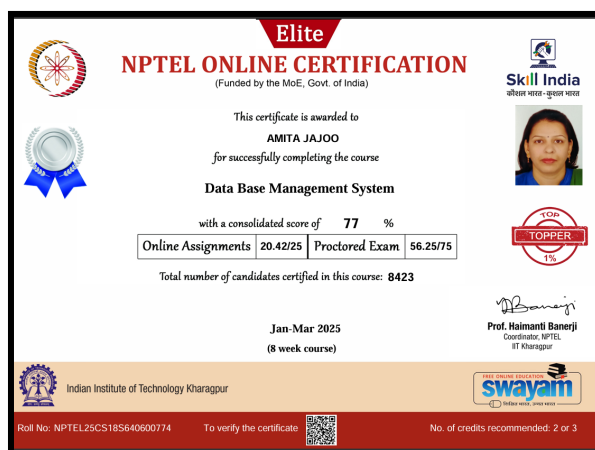 Elite
NPTEL ONLINE CERTIFICATION
(Funded by the MoE, Govt. of India)
Skill India
कौशल भारत - कुशल भारत
This certificate is awarded to
AMITA JAJOO
for successfully completing the course
Data Base Management System
with a consolidated score of 77 %
Online Assignments 20.42/25 Proctored Exam 56.25/75
TOP
TOPPER
1%
Total number of candidates certified in this course: 8423
Jan-Mar 2025
(8 week course)
Prof. Haimanti Banerji
Coordinator, NPTEL
IIT Kharagpur
Indian Institute of Technology Kharagpur
FREE ONLINE EDUCATION
swayam
शिक्षित भारत, उन्नत भारत
Roll No: NPTEL25CS18S640600774 To verify the certificate No. of credits recommended: 2 or 3